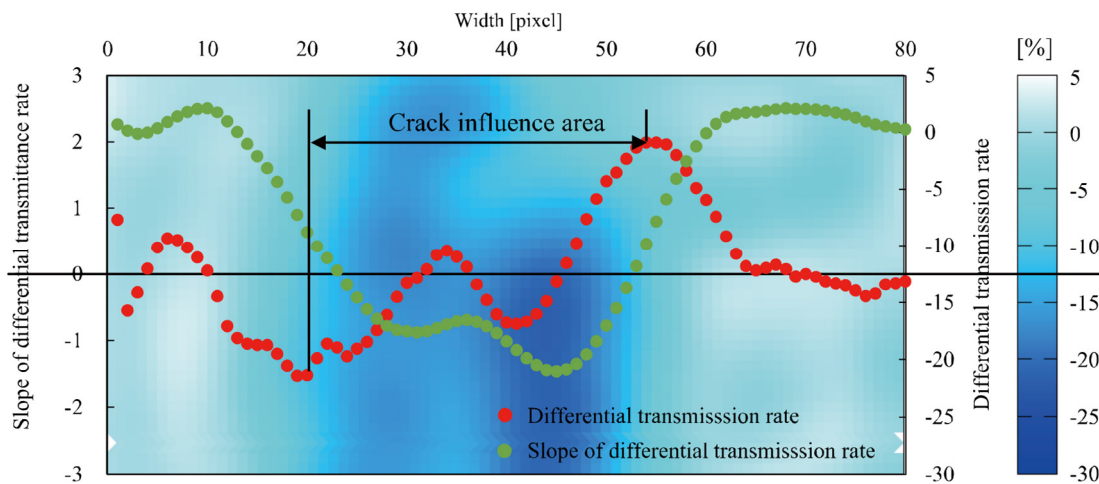 Width [pixel]
0 10 20 30 40 50 60 70 80
[%]
3 5 5
2 0 0
-5 -5
1 -10 -10
0 -15 -15
-1 -20 -20
-2 -25 -25
-3 -30 -30
Slope of differential transmittance rate
Crack influence area
Differential transmisssion rate
Slope of differential transmisssion rate
Differential transmisssion rate